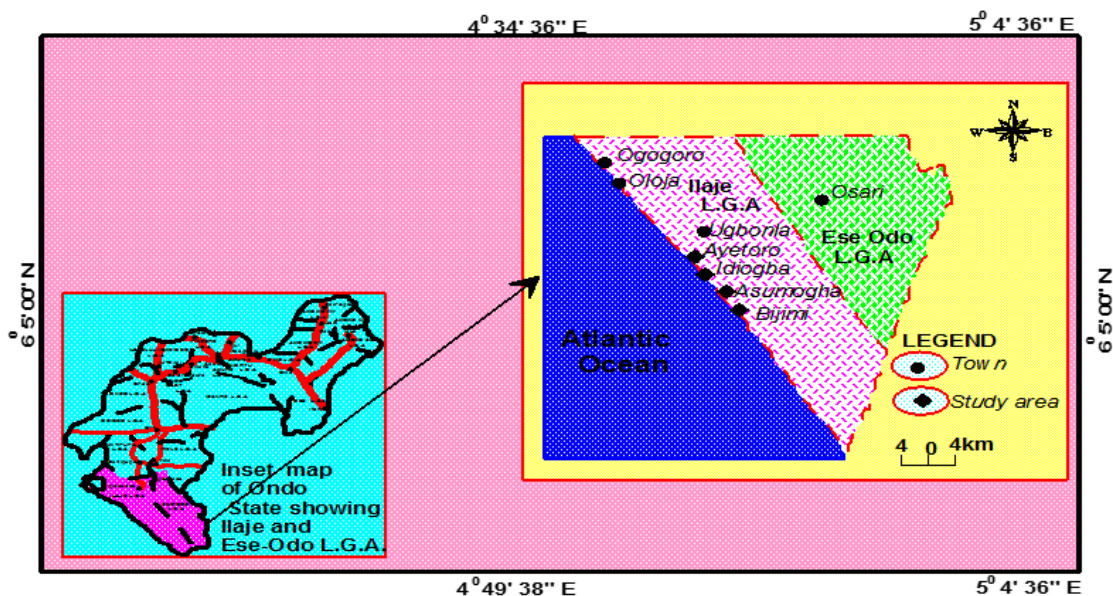 4⁰ 34' 36" E
5⁰ 4' 36" E
N
W E
S
Ogogoro
Oloja
Ilaje
L.G.A
Osari
Ugbonla
Ese Odo
L.G.A
Ayetoro
Idiogba
Asumogha
Bijimi
6⁰ 5' 00" N
6⁰ 5' 00" N
Atlantic
Ocean
LEGEND
Town
Study area
4 0 4km
Inset map
of Ondo
State showing
Ilaje and
Ese-Odo L.G.A.
4⁰ 49' 38" E
5⁰ 4' 36" E